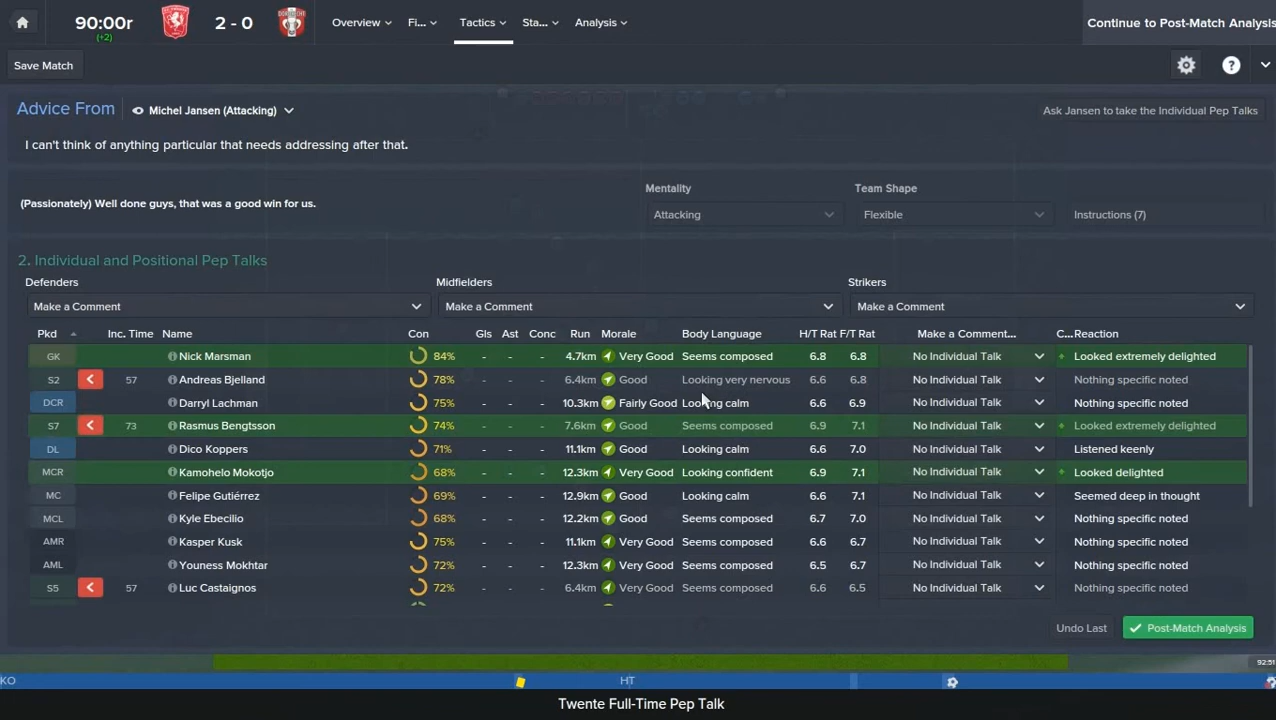 90:00r 2 - 0 Overview Fi... Tactics Sta... Analysis Continue to Post-Match Analysis
(+2)
Save Match ?
Advice From Michel Jansen (Attacking) Ask Jansen to take the Individual Pep Talks
I can't think of anything particular that needs addressing after that.
Mentality Team Shape
(Passionately) Well done guys, that was a good win for us.
Attacking Flexible Instructions (7)
2. Individual and Positional Pep Talks
Defenders Midfielders Strikers
Make a Comment Make a Comment Make a Comment
Pkd Inc. Time Name Con Gls Ast Conc Run Morale Body Language H/T Rat F/T Rat Make a Comment... C... Reaction
GK Nick Marsman 84% - - - 4.7km Very Good Seems composed 6.8 6.8 No Individual Talk Looked extremely delighted
S2 57 Andreas Bjelland 78% - - - 6.4km Good Looking very nervous 6.6 6.8 No Individual Talk Nothing specific noted
DCR Darryl Lachman 75% - - - 10.3km Fairly Good Looking calm 6.6 6.9 No Individual Talk Nothing specific noted
S7 73 Rasmus Bengtsson 74% - - - 7.6km Good Seems composed 6.9 7.1 No Individual Talk Looked extremely delighted
DL Dico Koppers 71% - - - 11.1km Good Looking calm 6.6 7.0 No Individual Talk Listened keenly
MCR Kamohelo Mokotjo 68% - - - 12.3km Very Good Looking confident 6.9 7.1 No Individual Talk Looked delighted
MC Felipe Gutiérrez 69% - - - 12.9km Good Looking calm 6.6 7.1 No Individual Talk Seemed deep in thought
MCL Kyle Ebecilio 68% - - - 12.2km Good Seems composed 6.7 7.0 No Individual Talk Nothing specific noted
AMR Kasper Kusk 75% - - - 11.1km Very Good Seems composed 6.6 6.7 No Individual Talk Nothing specific noted
AML Youness Mokhtar 72% - - - 12.3km Very Good Seems composed 6.5 6.7 No Individual Talk Nothing specific noted
S5 57 Luc Castaignos 72% - - - 6.4km Very Good Seems composed 6.6 6.5 No Individual Talk Nothing specific noted
Undo Last Post-Match Analysis
92:51
KO HT
Twente Full-Time Pep Talk